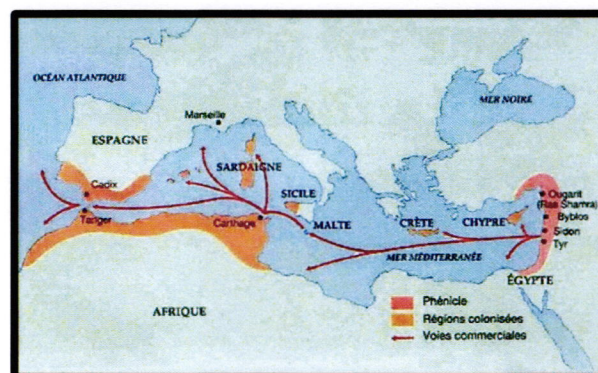 OCÉAN ATLANTIQUE
MER NOIRE
Marseille
ESPAGNE
SARDAIGNE
Cadix
SICILE
Ougarit
(Ras Shamra)
Byblos
Tanger
Carthage
MALTE
CRÈTE
CHYPRE
Sidon
Tyr
MER MÉDITERRANÉE
ÉGYPTE
AFRIQUE
Phénicie
Régions colonisées
Voies commerciales